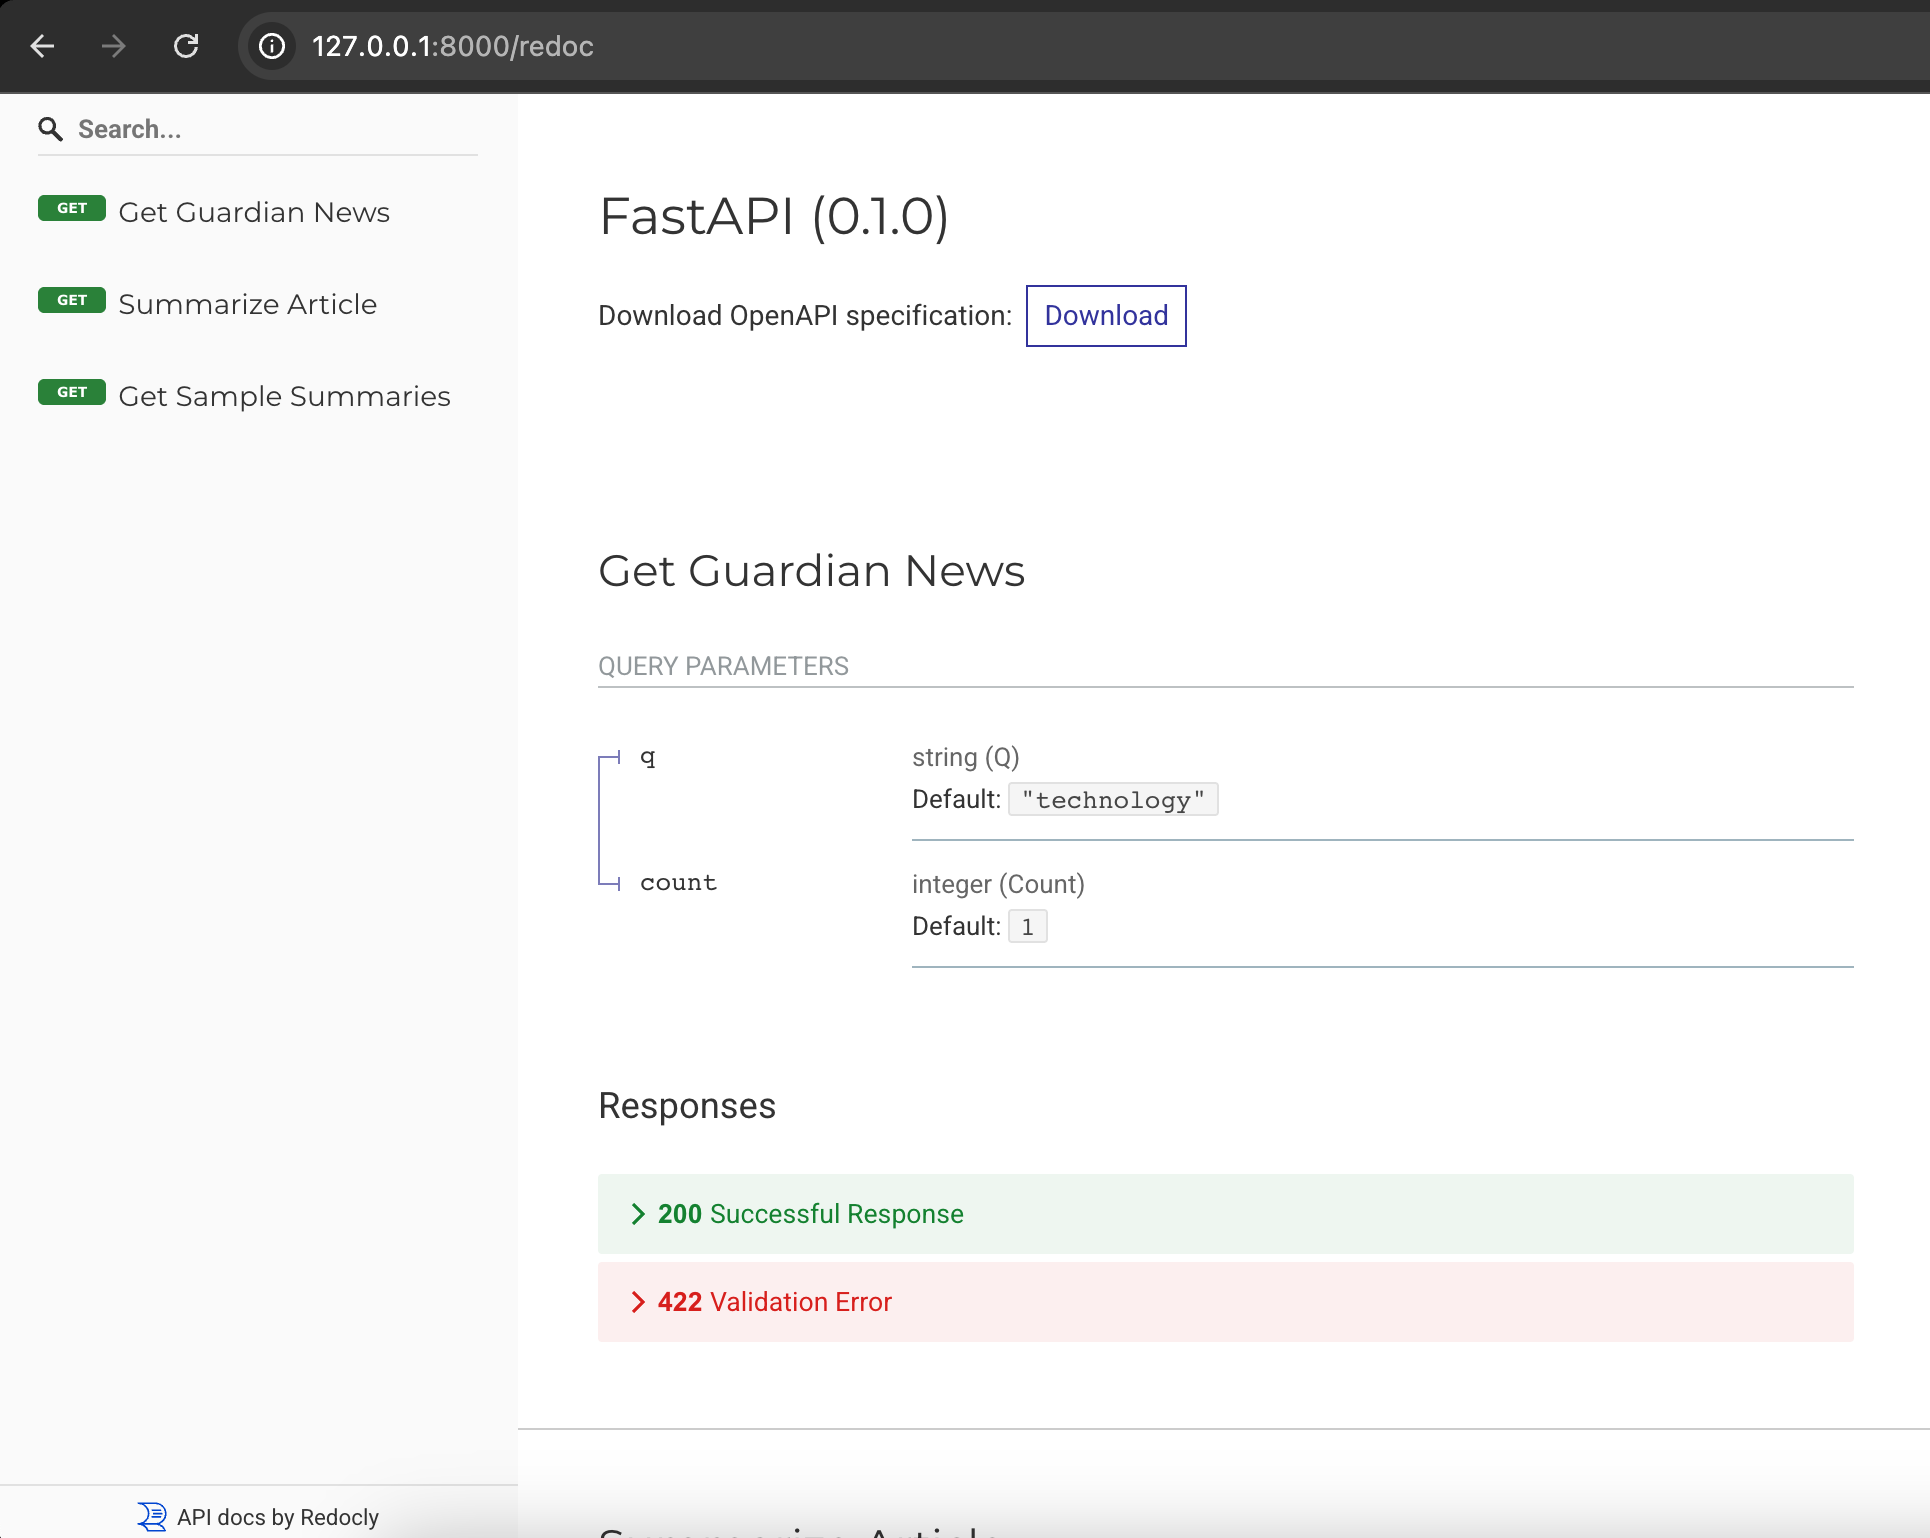 127.0.0.1:8000/redoc
Search...
GET Get Guardian News
GET Summarize Article
GET Get Sample Summaries
API docs by Redocly
FastAPI (0.1.0)
Download OpenAPI specification: Download
Get Guardian News
QUERY PARAMETERS
q string (Q)
Default: "technology"
count integer (Count)
Default: 1
Responses
200 Successful Response
422 Validation Error
Summarize Article